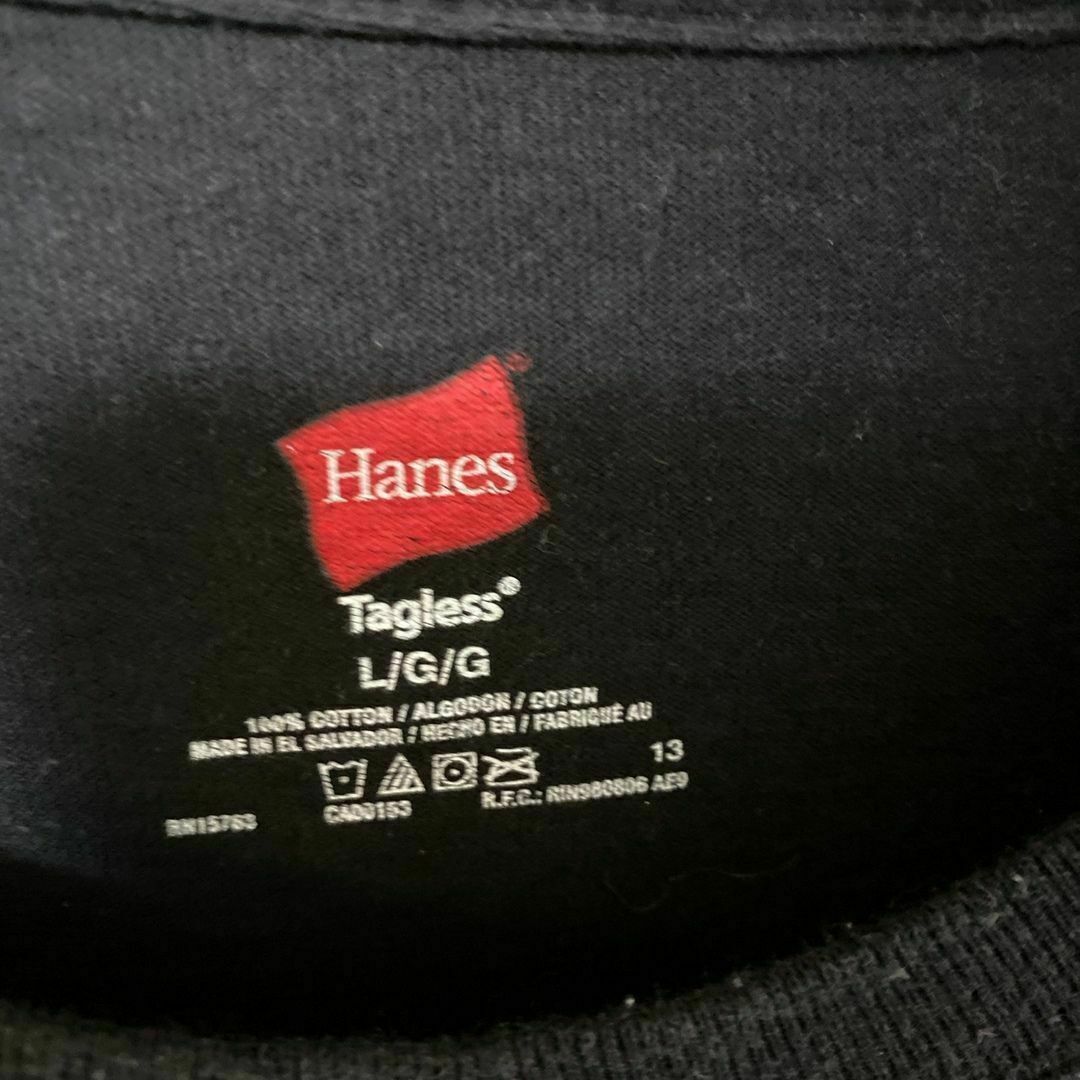 Hanes
Tagless®
L/G/G
100% COTTON / ALGODON / COTON
MADE IN EL SALVADOR / HECHO EN / FABRIQUÉ AU
13
RN15763 CA00153 R.F.C.: RIN980806 AE9